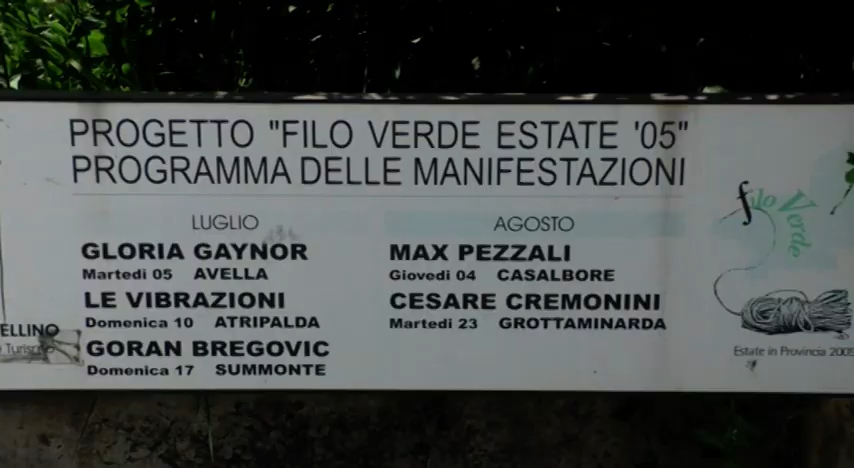 PROGETTO "FILO VERDE ESTATE '05"
PROGRAMMA DELLE MANIFESTAZIONI
LUGLIO
GLORIA GAYNOR
Martedì 05 AVELLA
LE VIBRAZIONI
Domenica 10 ATRIPALDA
GORAN BREGOVIC
Domenica 17 SUMMONTE
AGOSTO
MAX PEZZALI
Giovedì 04 CASALBORE
CESARE CREMONINI
Martedì 23 GROTTAMINARDA
filo Verde
Estate in Provincia 2005
ELLINO